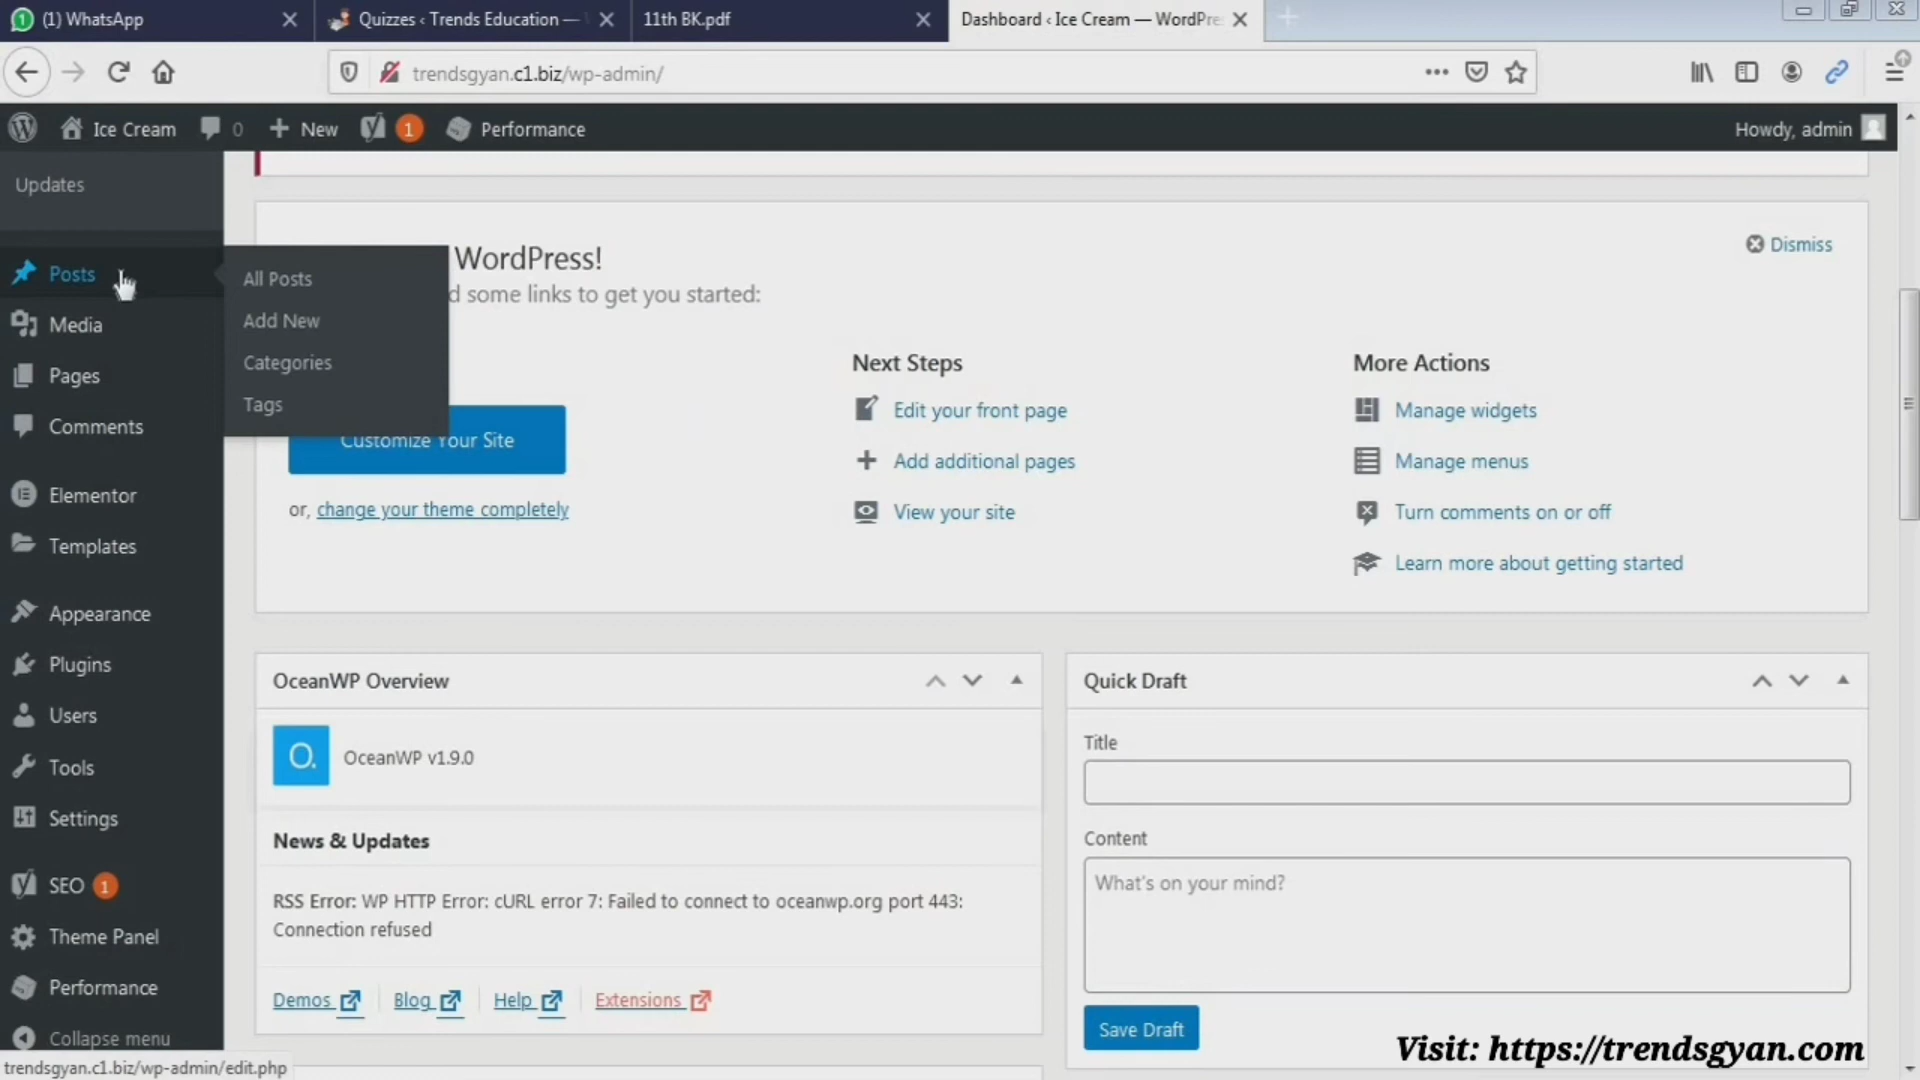 (1) WhatsApp
Quizzes ‹ Trends Education —
11th BK.pdf
Dashboard ‹ Ice Cream — WordPre
trendsgyan.c1.biz/wp-admin/
Ice Cream
0
New
1
Performance
Howdy, admin
Updates
Posts
Media
Pages
Comments
Elementor
Templates
Appearance
Plugins
Users
Tools
Settings
SEO 1
Theme Panel
Performance
Collapse menu
All Posts
Add New
Categories
Tags
WordPress!
d some links to get you started:
Dismiss
Customize Your Site
or, change your theme completely
Next Steps
Edit your front page
Add additional pages
View your site
More Actions
Manage widgets
Manage menus
Turn comments on or off
Learn more about getting started
OceanWP Overview
O.
OceanWP v1.9.0
News & Updates
RSS Error: WP HTTP Error: cURL error 7: Failed to connect to oceanwp.org port 443:
Connection refused
Demos
Blog
Help
Extensions
Quick Draft
Title
Content
What's on your mind?
Save Draft
Visit: https://trendsgyan.com
trendsgyan.c1.biz/wp-admin/edit.php